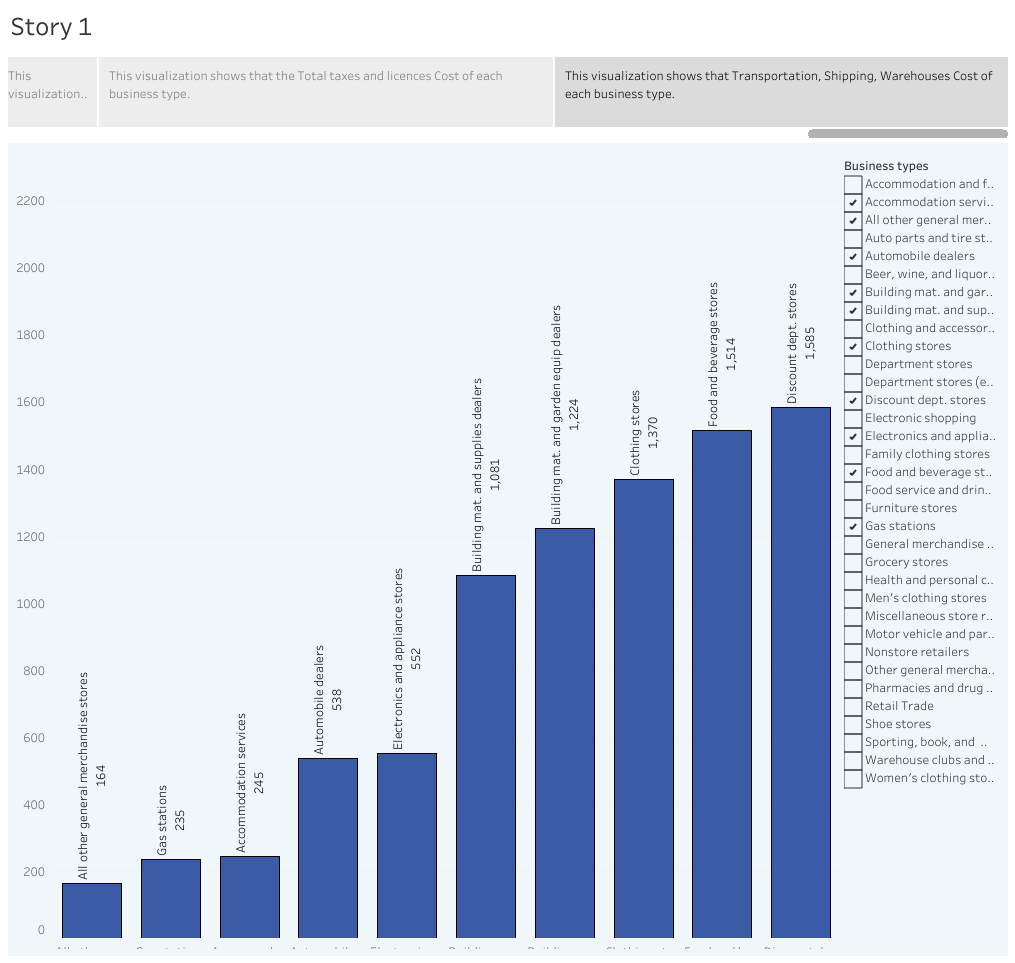 Story 1
This
visualization..
This visualization shows that the Total taxes and licences Cost of each
business type.
This visualization shows that Transportation, Shipping, Warehouses Cost of
each business type.
2200
2000
1800
1600
1400
1200
1000
800
600
400
200
0
All other general merchandise stores
164
Gas stations
235
Accommodation services
245
Automobile dealers
538
Electronics and appliance stores
552
Building mat. and supplies dealers
1,081
Building mat. and garden equip dealers
1,224
Clothing stores
1,370
Food and beverage stores
1,514
Discount dept. stores
1,585
Business types
Accommodation and f..
Accommodation servi..
All other general mer..
Auto parts and tire st..
Automobile dealers
Beer, wine, and liquor..
Building mat. and gar..
Building mat. and sup..
Clothing and accessor..
Clothing stores
Department stores
Department stores (e..
Discount dept. stores
Electronic shopping
Electronics and applia..
Family clothing stores
Food and beverage st..
Food service and drin..
Furniture stores
Gas stations
General merchandise ..
Grocery stores
Health and personal c..
Men's clothing stores
Miscellaneous store r..
Motor vehicle and par..
Nonstore retailers
Other general mercha..
Pharmacies and drug ..
Retail Trade
Shoe stores
Sporting, book, and ..
Warehouse clubs and ..
Women's clothing sto..